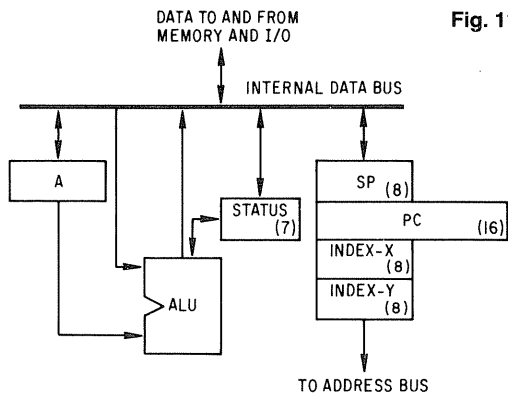 DATA TO AND FROM
MEMORY AND I/O
Fig. 1
INTERNAL DATA BUS
A
STATUS
(7)
ALU
SP
(8)
PC
(16)
INDEX-X
(8)
INDEX-Y
(8)
TO ADDRESS BUS